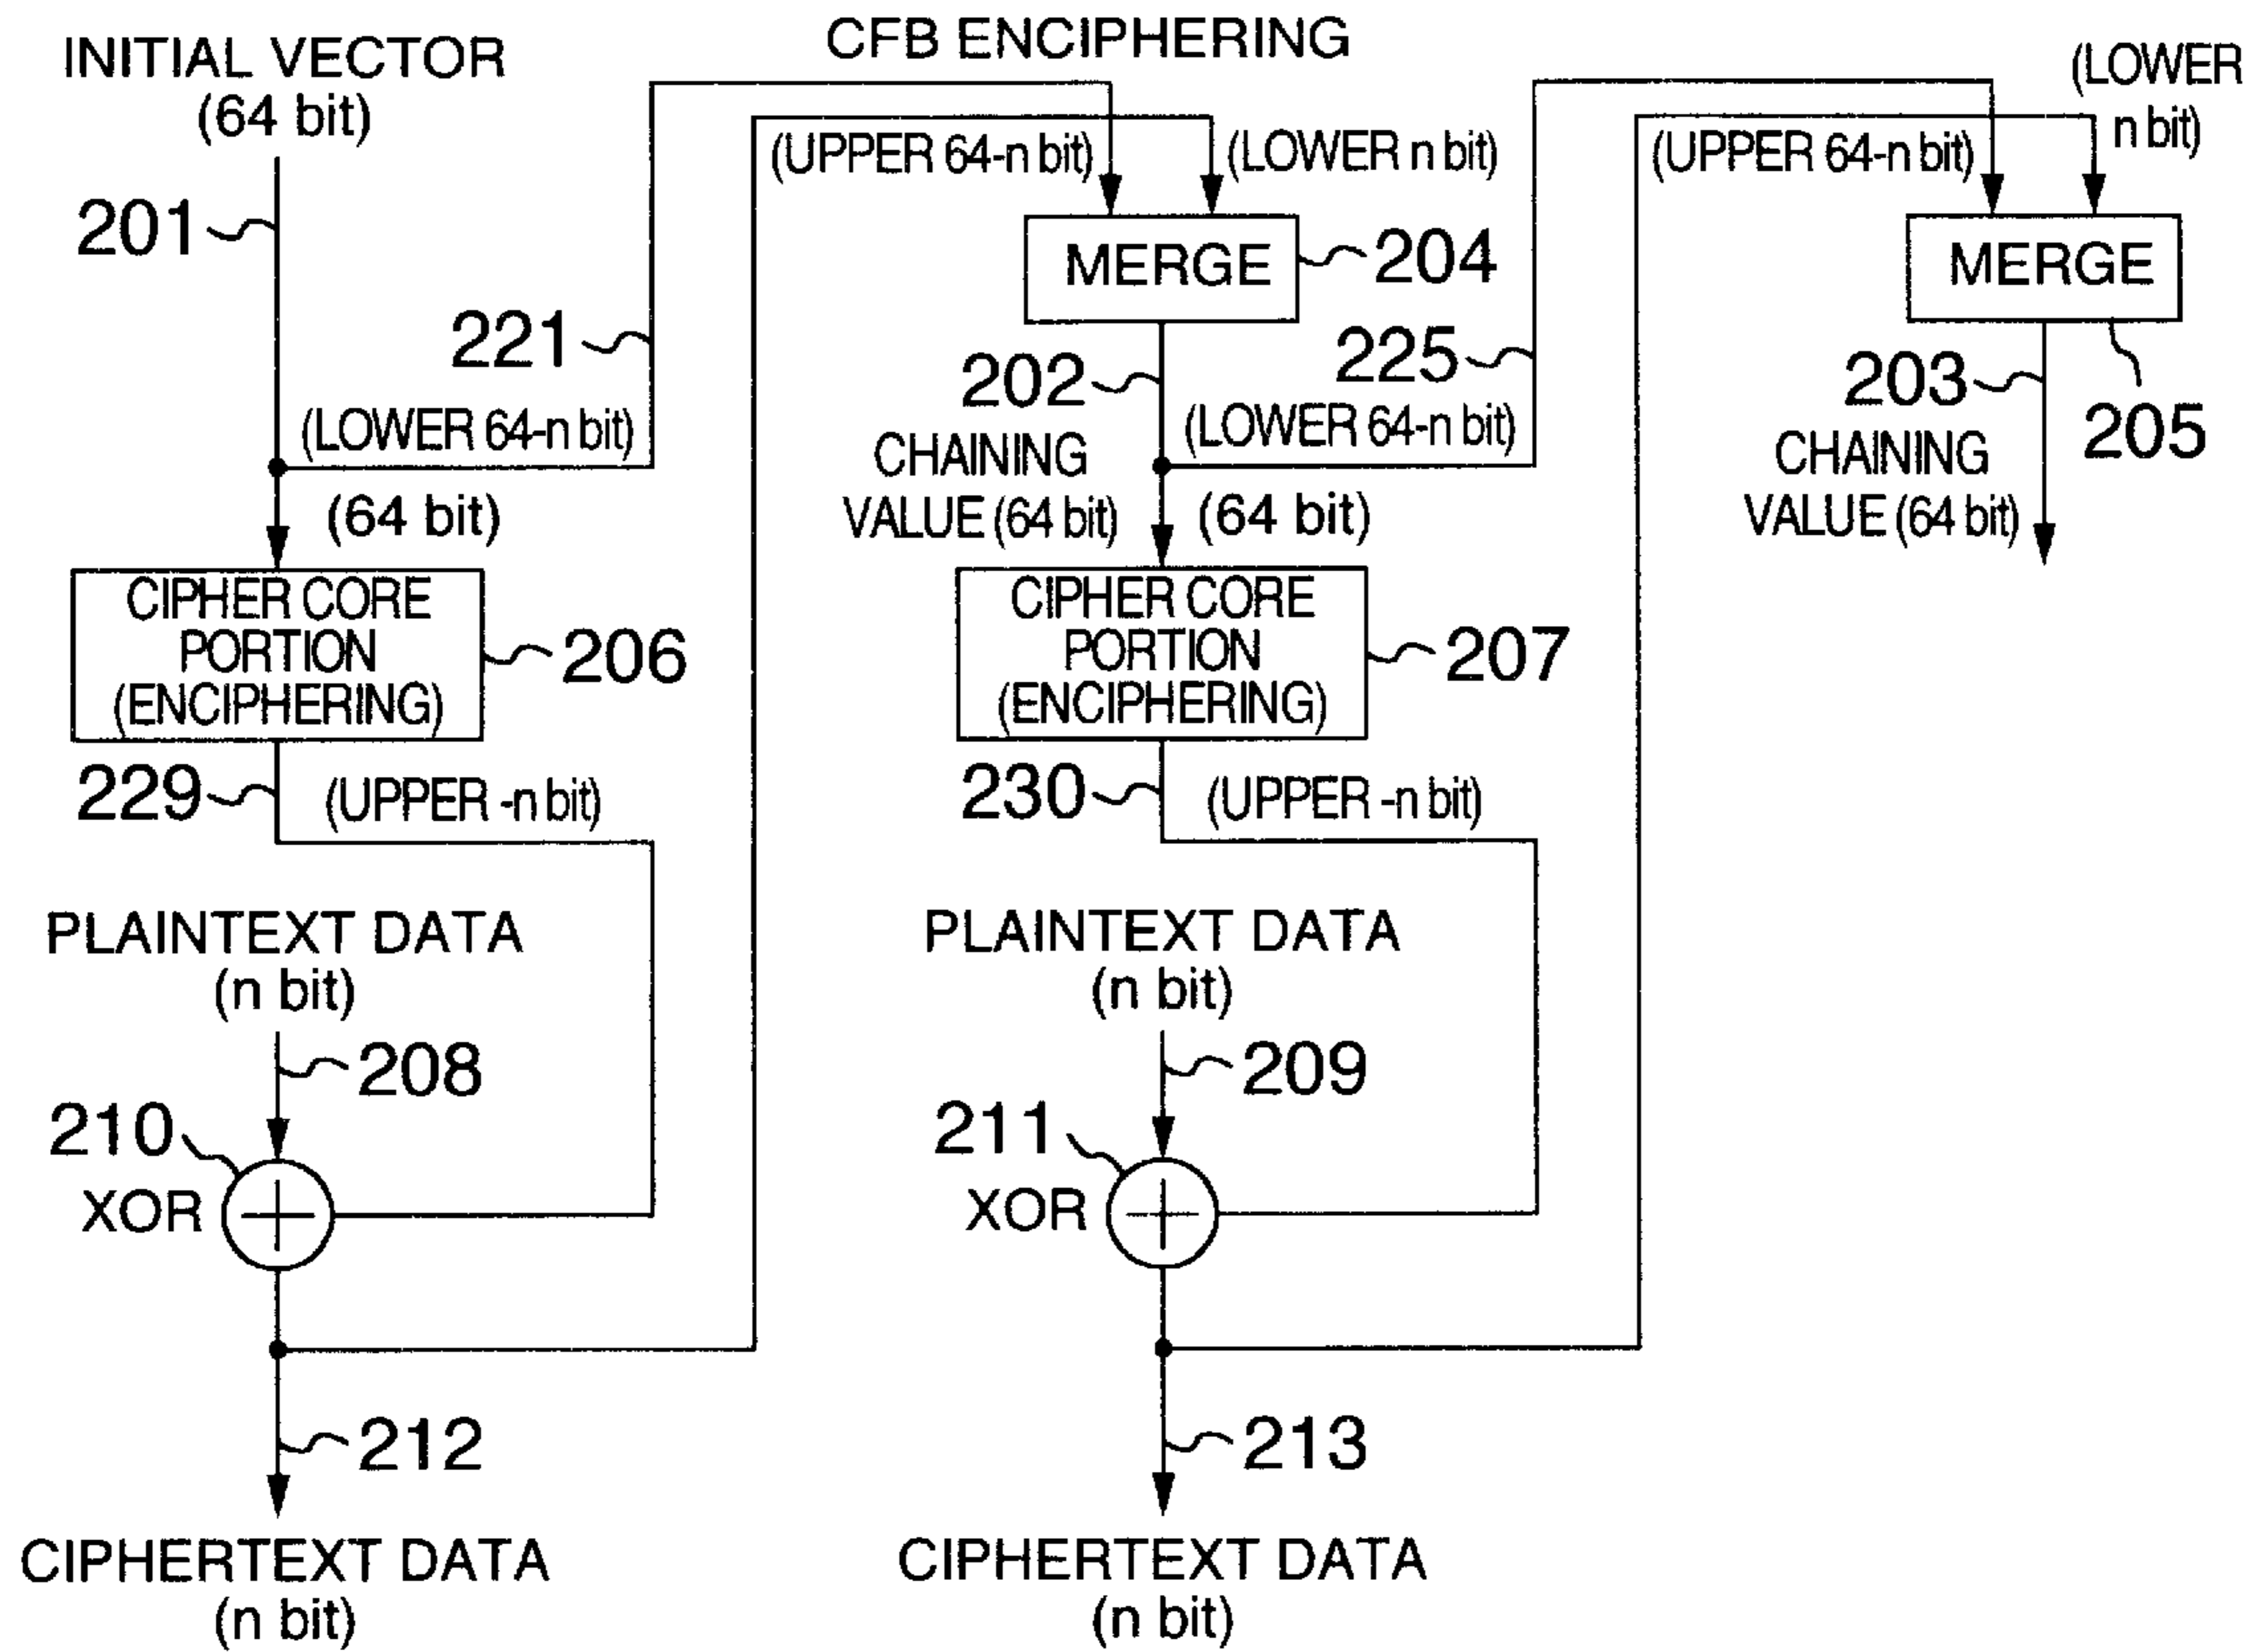 CFB ENCIPHERING
INITIAL VECTOR
(64 bit)
(LOWER
n bit)
(UPPER 64-n bit)
(LOWER n bit)
(UPPER 64-n bit)
201
MERGE
204
MERGE
221
202
225
203
205
(LOWER 64-n bit)
(LOWER 64-n bit)
CHAINING
VALUE (64 bit)
CHAINING
VALUE (64 bit)
(64 bit)
(64 bit)
CIPHER CORE
PORTION
(ENCIPHERING)
206
CIPHER CORE
PORTION
(ENCIPHERING)
207
229
(UPPER -n bit)
230
(UPPER -n bit)
PLAINTEXT DATA
(n bit)
PLAINTEXT DATA
(n bit)
208
209
210
XOR
211
XOR
212
213
CIPHERTEXT DATA
(n bit)
CIPHERTEXT DATA
(n bit)